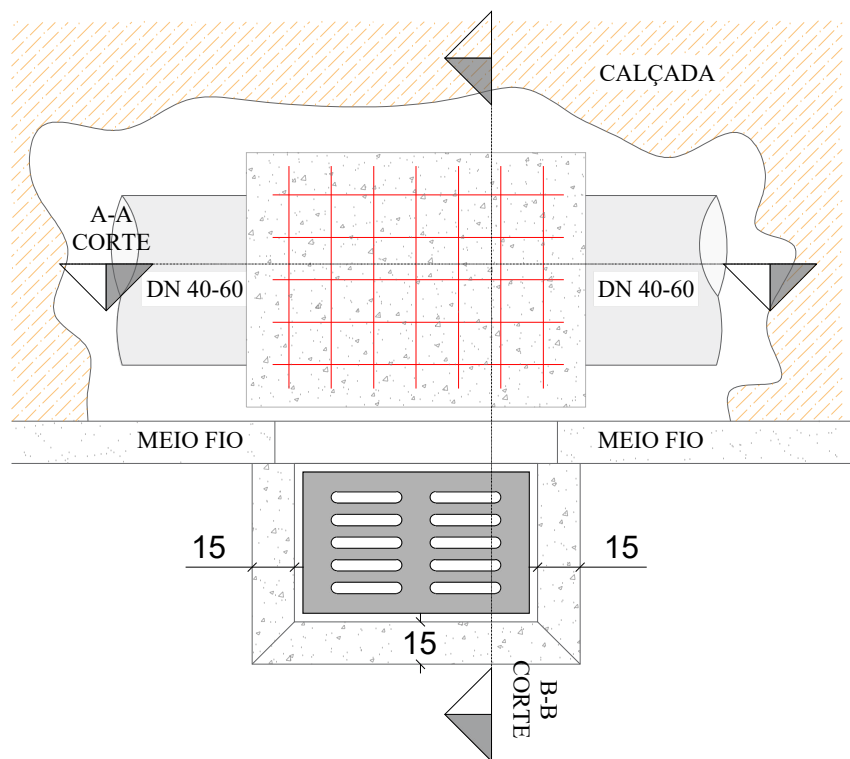 CALÇADA
A-A
CORTE
DN 40-60
DN 40-60
MEIO FIO
MEIO FIO
15
15
15
B-B
CORTE